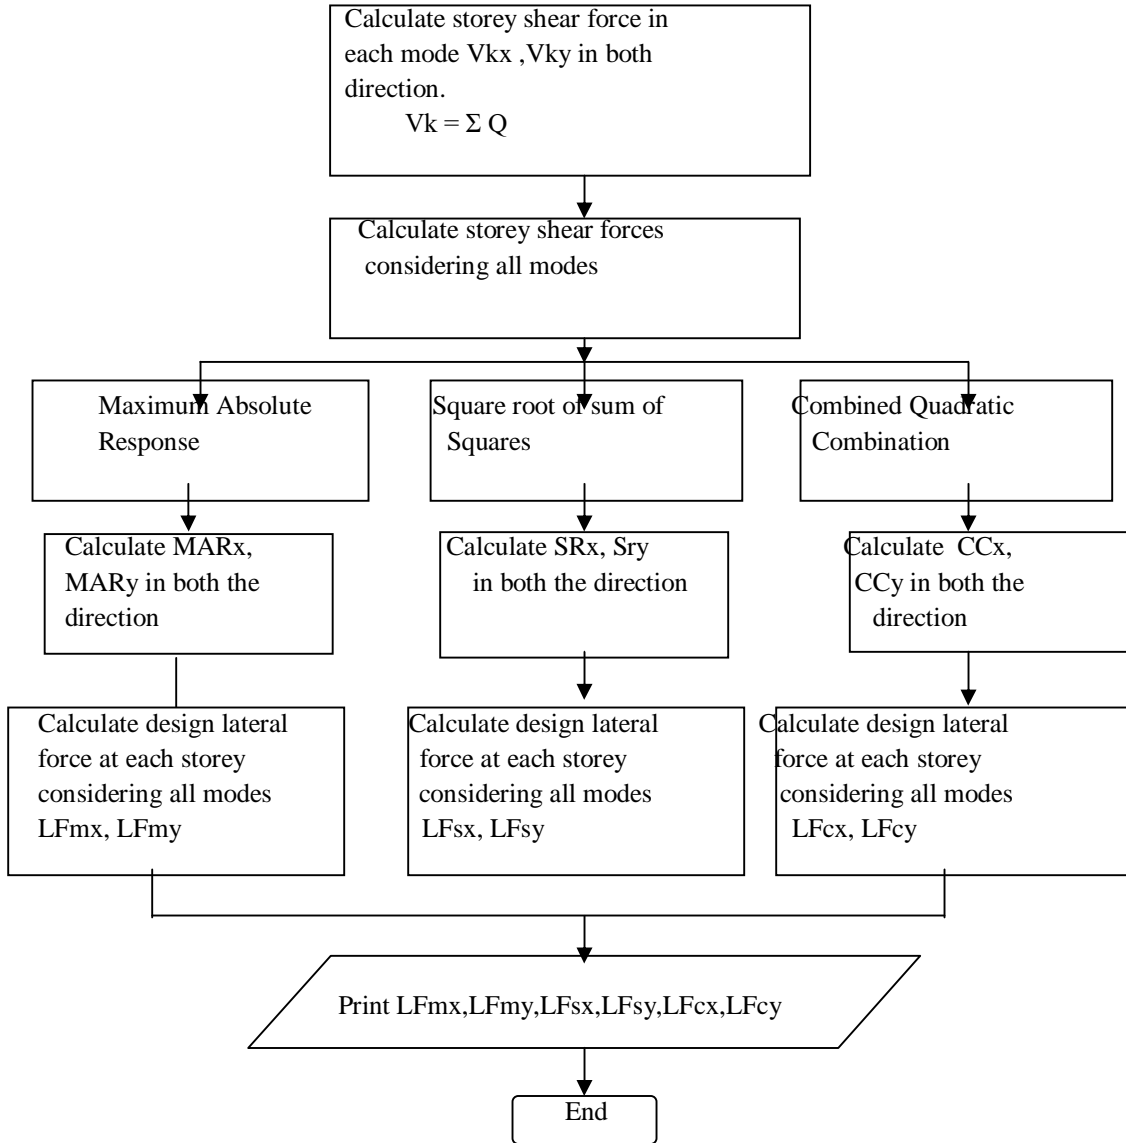 Calculate storey shear force in
each mode Vkx ,Vky in both
direction.
Vk = Σ Q
Calculate storey shear forces
considering all modes
Maximum Absolute
Response
Square root of sum of
Squares
Combined Quadratic
Combination
Calculate MARx,
MARy in both the
direction
Calculate SRx, Sry
in both the direction
Calculate CCx,
CCy in both the
direction
Calculate design lateral
force at each storey
considering all modes
LFmx, LFmy
Calculate design lateral
force at each storey
considering all modes
LFsx, LFsy
Calculate design lateral
force at each storey
considering all modes
LFcx, LFcy
Print LFmx,LFmy,LFsx,LFsy,LFcx,LFcy
End